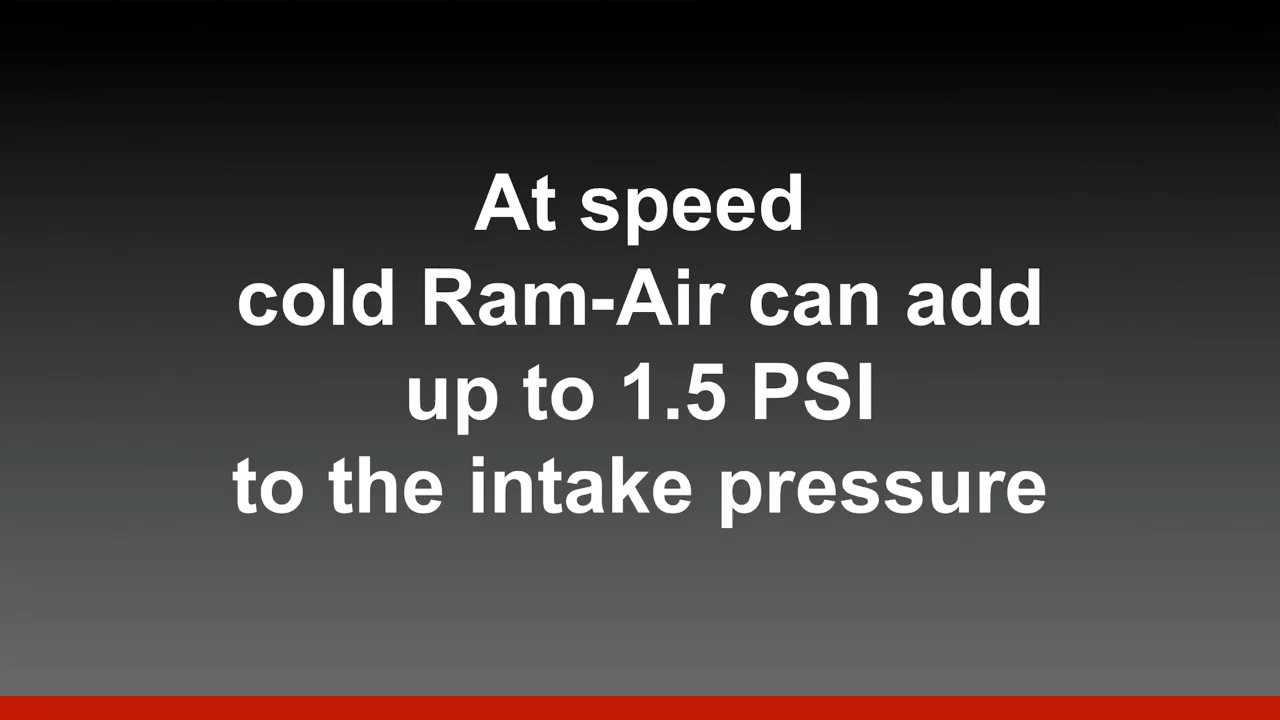 At speed
cold Ram-Air can add
up to 1.5 PSI
to the intake pressure